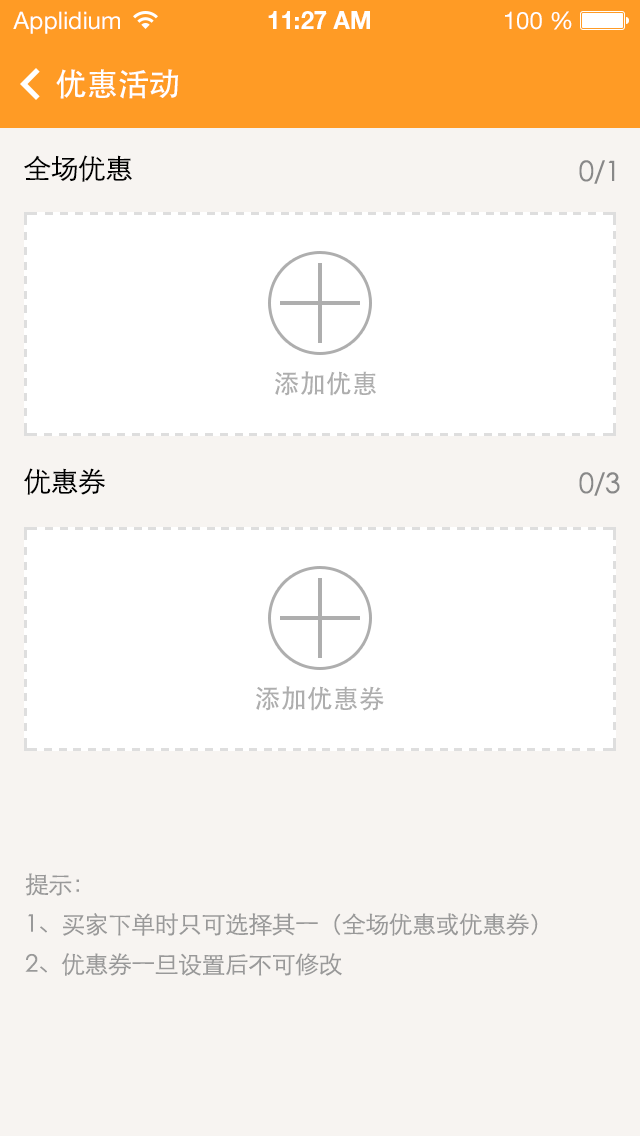 Applidium 11:27 AM 100 %
优惠活动
全场优惠 0/1
添加优惠
优惠券 0/3
添加优惠券
提示:
1、买家下单时只可选择其一（全场优惠或优惠券）
2、优惠券一旦设置后不可修改